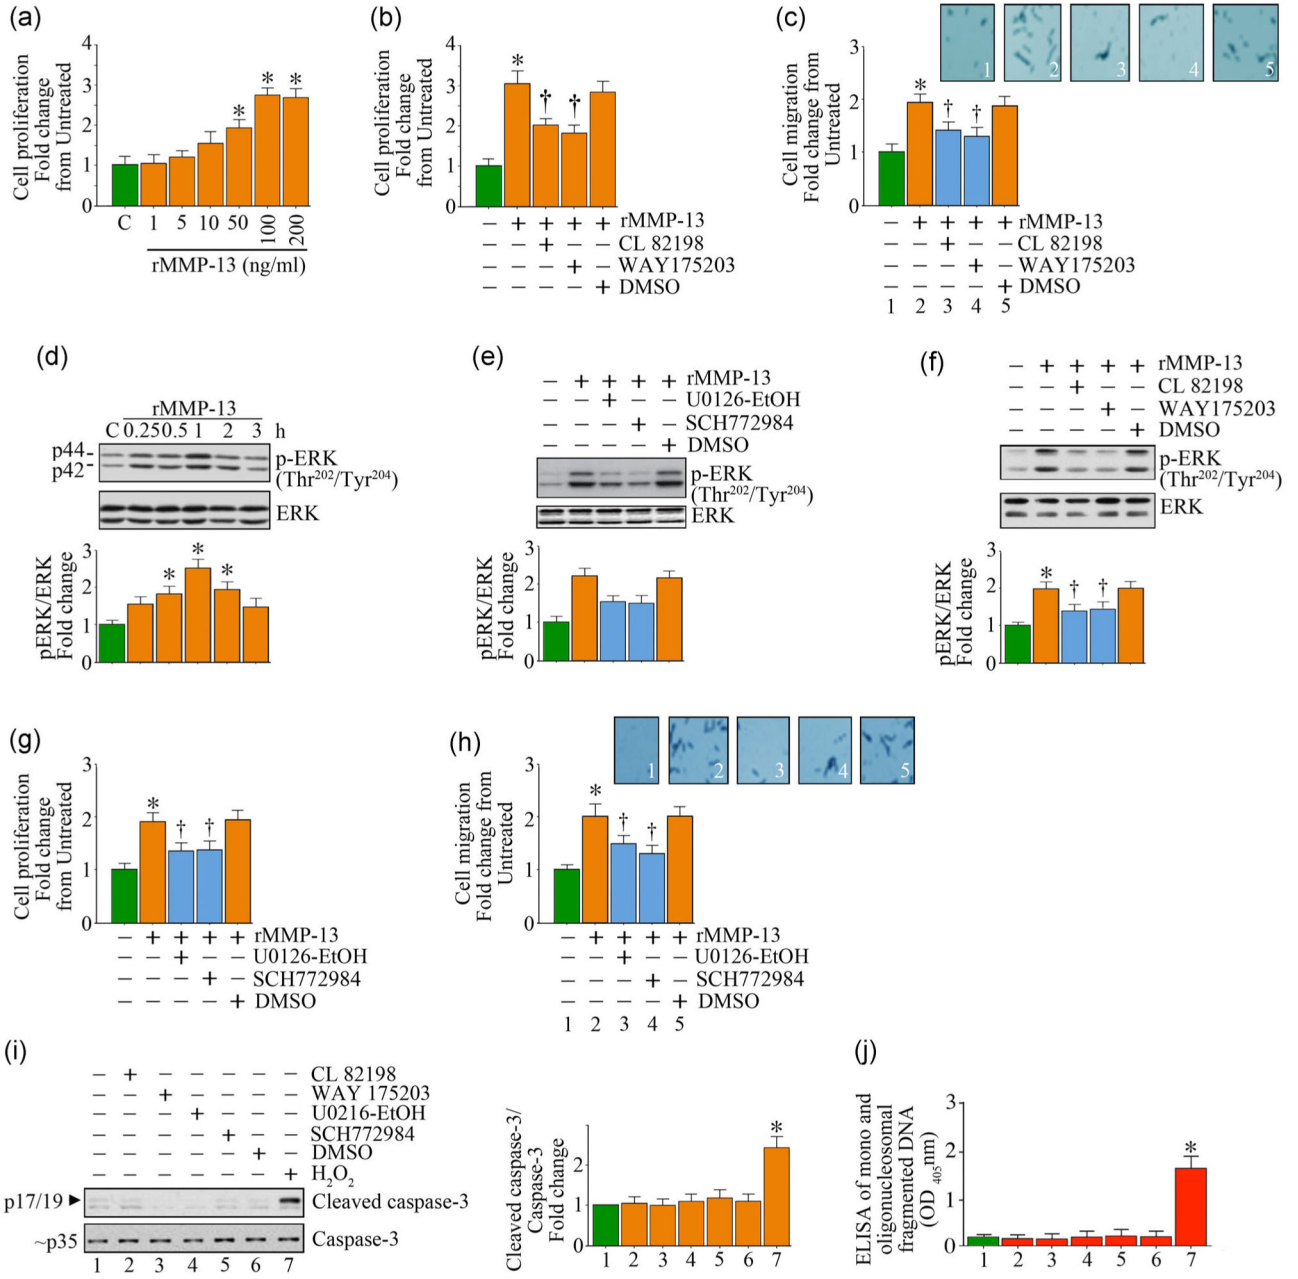 (a)
Cell proliferation
Fold change
from Untreated
4
3
2
1
0
* * *
C 1 5 10 50 100 200
rMMP-13 (ng/ml)
(b)
Cell proliferation
Fold change
from Untreated
4
3
2
1
0
* † †
− + + + + rMMP-13
− − + − − CL 82198
− − − + − WAY175203
− − − − + DMSO
(c)
1 2 3 4 5
Cell migration
Fold change from
Untreated
3
2
1
0
* † †
− + + + + rMMP-13
− − + − − CL 82198
− − − + − WAY175203
− − − − + DMSO
1 2 3 4 5
(d)
rMMP-13
C 0.25 0.5 1 2 3 h
p44-
p42-
p-ERK
(Thr202/Tyr204)
ERK
pERK/ERK
Fold change
3
2
1
0
* * *
(e)
− + + + + rMMP-13
− − + − − U0126-EtOH
− − − + − SCH772984
− − − − + DMSO
p-ERK
(Thr202/Tyr204)
ERK
pERK/ERK
Fold change
3
2
1
0
(f)
− + + + + rMMP-13
− − + − − CL 82198
− − − + − WAY175203
− − − − + DMSO
p-ERK
(Thr202/Tyr204)
ERK
pERK/ERK
Fold change
3
2
1
0
* † †
(g)
Cell proliferation
Fold change
from Untreated
3
2
1
0
* † †
− + + + + rMMP-13
− − + − − U0126-EtOH
− − − + − SCH772984
− − − − + DMSO
(h)
1 2 3 4 5
Cell migration
Fold change from
Untreated
3
2
1
0
* † †
− + + + + rMMP-13
− − + − − U0126-EtOH
− − − + − SCH772984
− − − − + DMSO
1 2 3 4 5
(i)
− + − − − − − CL 82198
− − + − − − − WAY 175203
− − − + − − − U0216-EtOH
− − − − + − − SCH772984
− − − − − + − DMSO
− − − − − − + H2O2
p17/19 Cleaved caspase-3
~p35 Caspase-3
1 2 3 4 5 6 7
Cleaved caspase-3/
Caspase-3
Fold change
2
1
0
*
1 2 3 4 5 6 7
(j)
ELISA of mono and
oligonucleosomal
fragmented DNA
(OD 405nm)
3
2
1
0
*
1 2 3 4 5 6 7